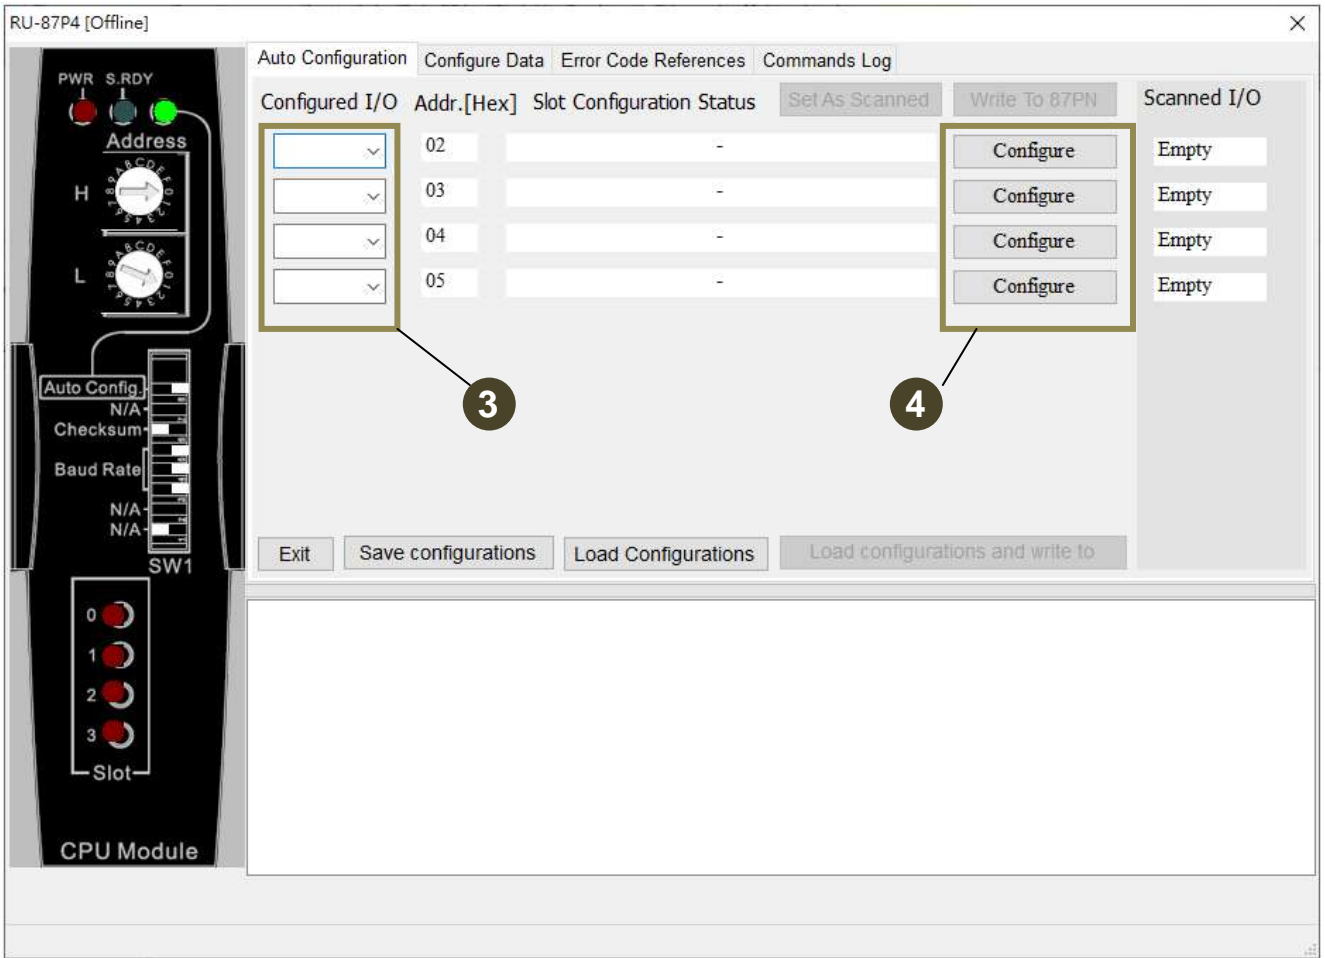 RU-87P4 [Offline]
Auto Configuration Configure Data Error Code References Commands Log
Configured I/O Addr.[Hex] Slot Configuration Status Set As Scanned Write To 87PN Scanned I/O
02 - Configure Empty
03 - Configure Empty
04 - Configure Empty
05 - Configure Empty
3 4
Exit Save configurations Load Configurations Load configurations and write to
PWR S.RDY
Address
H
L
Auto Config.
N/A
Checksum
Baud Rate
N/A
N/A
SW1
0
1
2
3
Slot
CPU Module